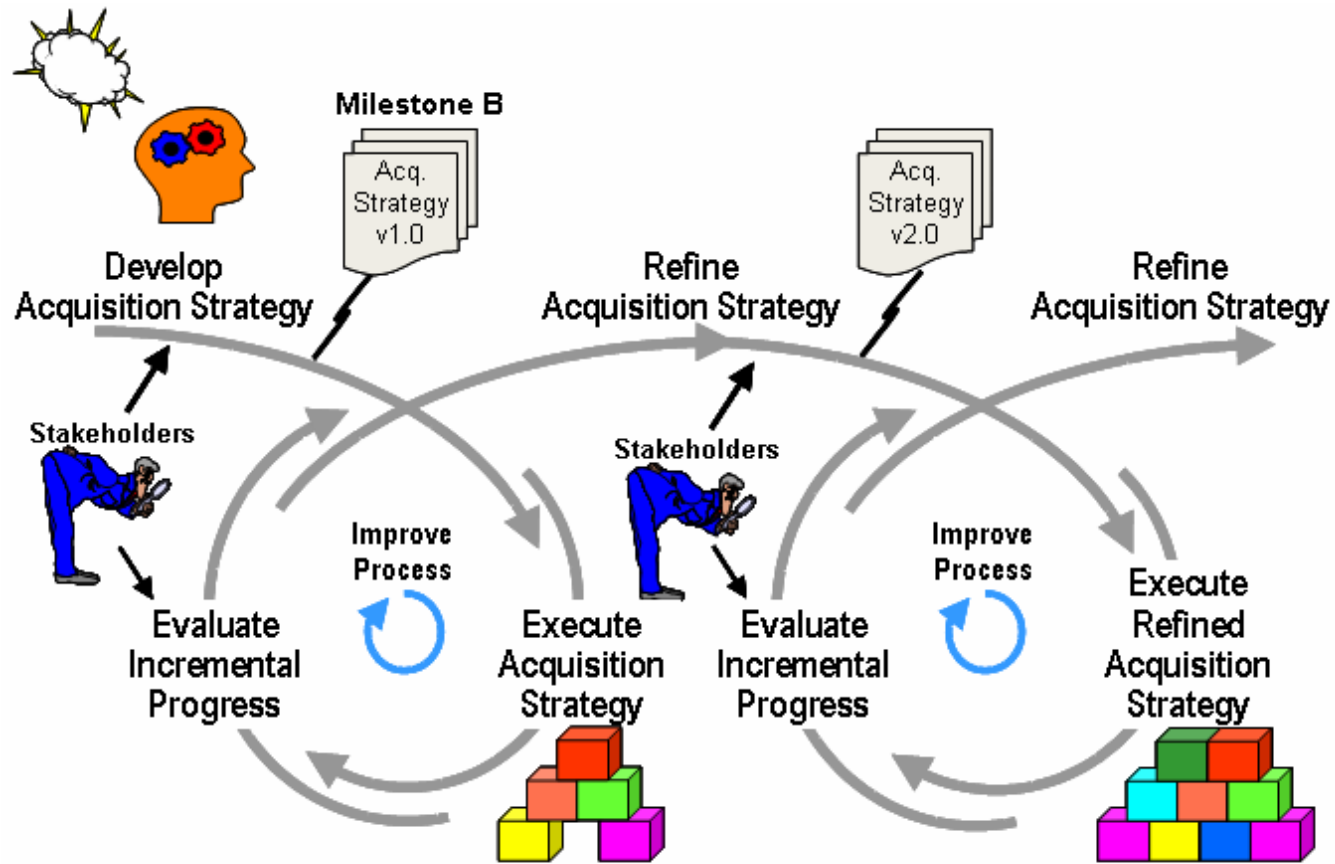 Milestone B
Acq.
Strategy
v1.0
Acq.
Strategy
v2.0
Develop
Acquisition Strategy
Refine
Acquisition Strategy
Refine
Acquisition Strategy
Stakeholders
Stakeholders
Improve
Process
Improve
Process
Evaluate
Incremental
Progress
Execute
Acquisition
Strategy
Evaluate
Incremental
Progress
Execute
Refined
Acquisition
Strategy